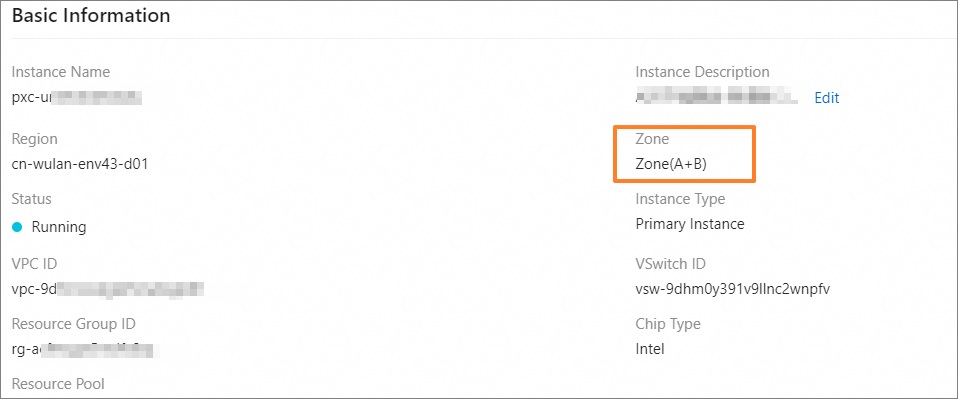 Basic Information
Instance Name
Instance Description
Edit
Region
Zone
cn-wulan-env43-d01
Zone(A+B)
Status
Instance Type
Running
Primary Instance
VPC ID
VSwitch ID
vsw-9dhm0y391v9llnc2wnpfv
Resource Group ID
Chip Type
Intel
Resource Pool